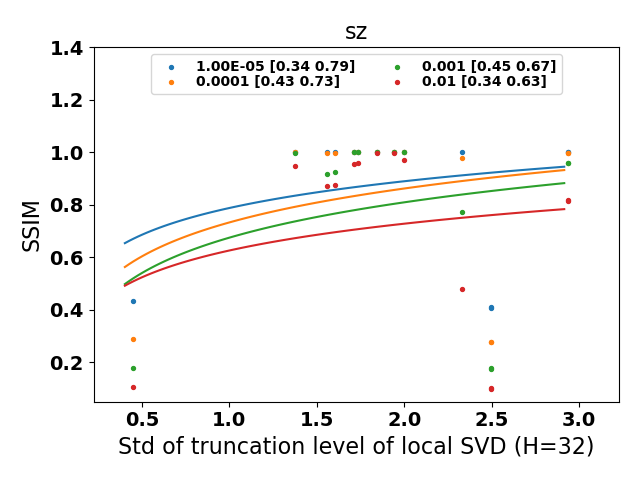 sz
1.4
1.2
1.0
0.8
0.6
0.4
0.2
SSIM
1.00E-05 [0.34 0.79]
0.0001 [0.43 0.73]
0.001 [0.45 0.67]
0.01 [0.34 0.63]
0.5 1.0 1.5 2.0 2.5 3.0
Std of truncation level of local SVD (H=32)